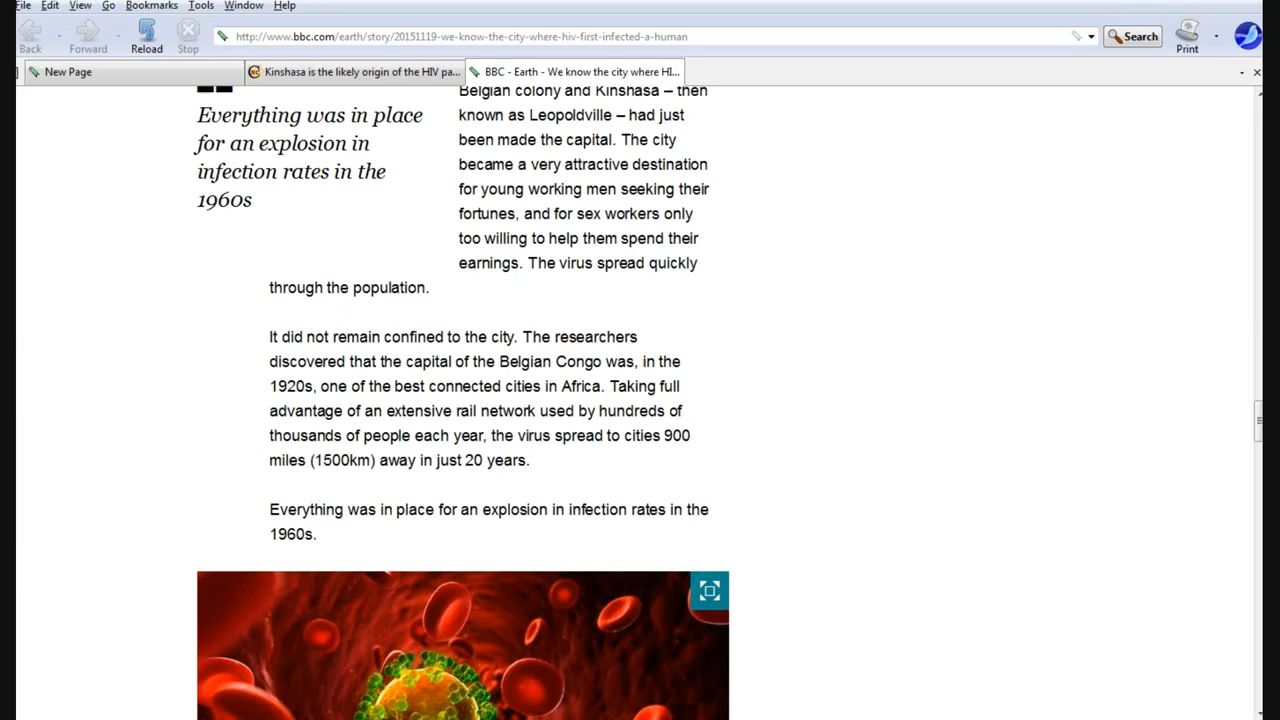 File Edit View Go Bookmarks Tools Window Help
Back Forward Reload Stop
http://www.bbc.com/earth/story/20151119-we-know-the-city-where-hiv-first-infected-a-human
Search
Print
New Page
Kinshasa is the likely origin of the HIV pa...
BBC - Earth - We know the city where HI...
Everything was in place
for an explosion in
infection rates in the
1960s
Belgian colony and Kinshasa – then
known as Leopoldville – had just
been made the capital. The city
became a very attractive destination
for young working men seeking their
fortunes, and for sex workers only
too willing to help them spend their
earnings. The virus spread quickly
through the population.
It did not remain confined to the city. The researchers
discovered that the capital of the Belgian Congo was, in the
1920s, one of the best connected cities in Africa. Taking full
advantage of an extensive rail network used by hundreds of
thousands of people each year, the virus spread to cities 900
miles (1500km) away in just 20 years.
Everything was in place for an explosion in infection rates in the
1960s.